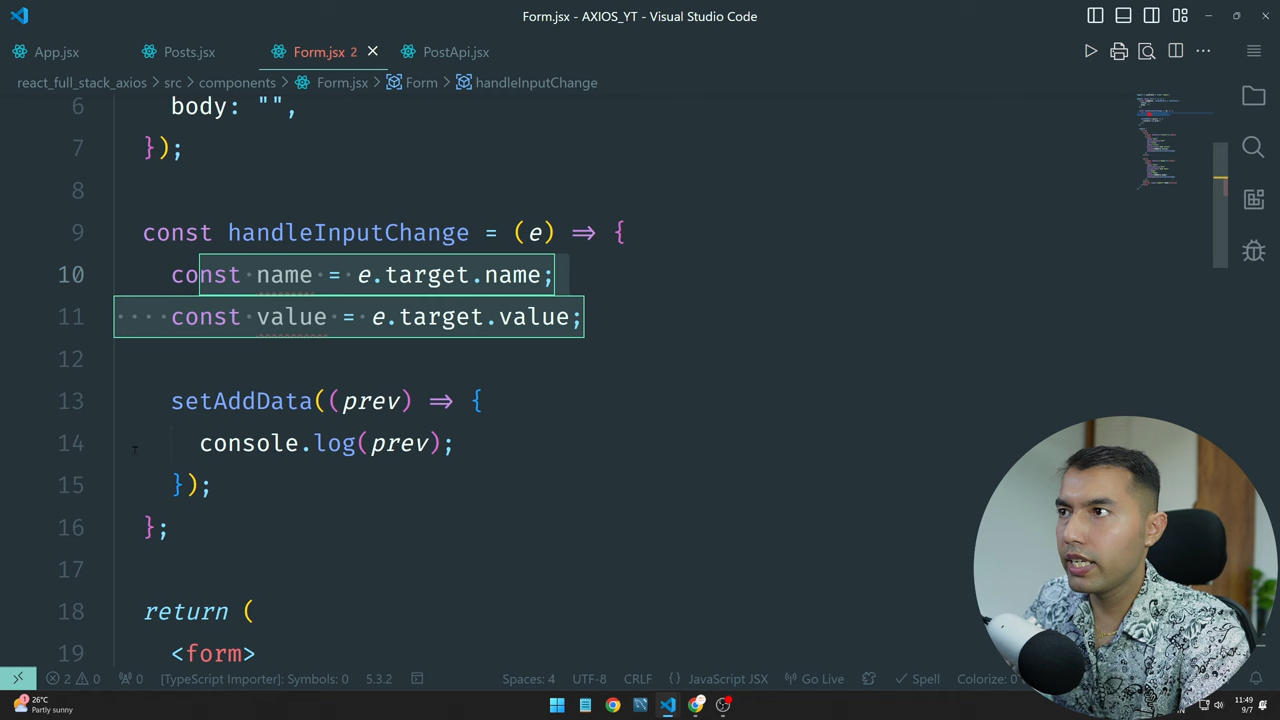 Form.jsx - AXIOS_YT - Visual Studio Code
App.jsx
Posts.jsx
Form.jsx 2
PostApi.jsx
react_full_stack_axios > src > components > Form.jsx > Form > handleInputChange
6 body: "",
7 });
8
9 const handleInputChange = (e) => {
10 const name = e.target.name;
11 const value = e.target.value;
12
13 setAddData((prev) => {
14 console.log(prev);
15 });
16 };
17
18 return (
19 <form>
2 0 0 [TypeScript Importer]: Symbols: 0 5.3.2 Spaces: 4 UTF-8 CRLF {} JavaScript JSX Go Live Spell Colorize: 0
26°C
Partly sunny
11:49
9/7